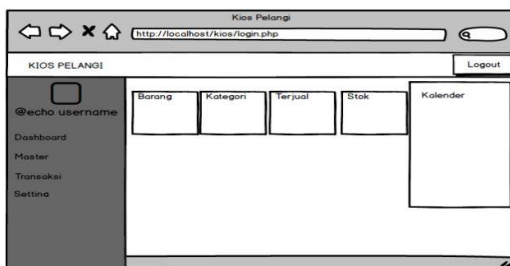 Kios Pelangi
http://localhost/kios/login.php
KIOS PELANGI
Logout
@echo username
Dashboard
Master
Transaksi
Setting
Barang
Kategori
Terjual
Stok
Kalender